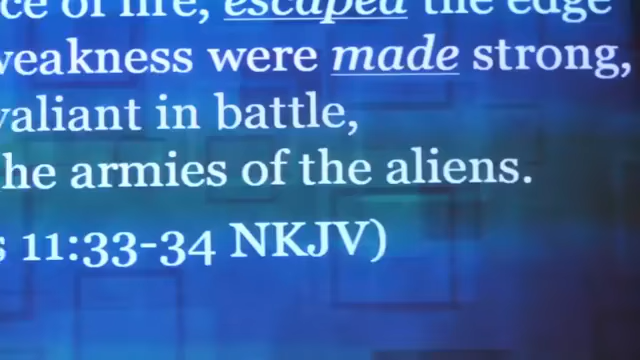 escaped the edge
weakness were made strong,
valiant in battle,
he armies of the aliens.
s 11:33-34 NKJV)